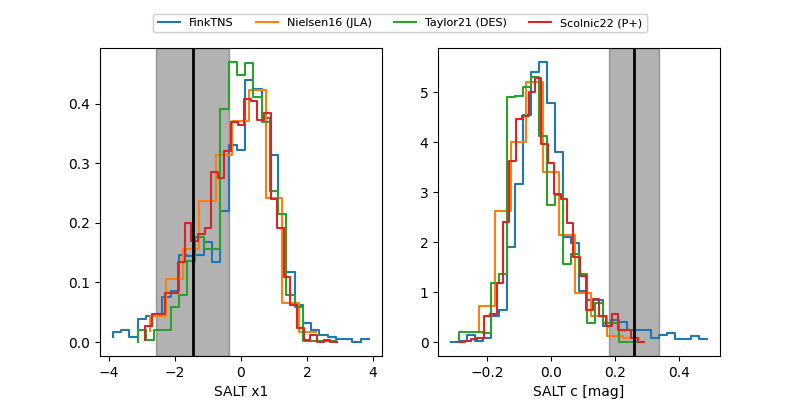 FinkTNS Nielsen16 (JLA) Taylor21 (DES) Scolnic22 (P+)
0.4
0.3
0.2
0.1
0.0
−4 −2 0 2 4
SALT x1
5
4
3
2
1
0
−0.2 0.0 0.2 0.4
SALT c [mag]